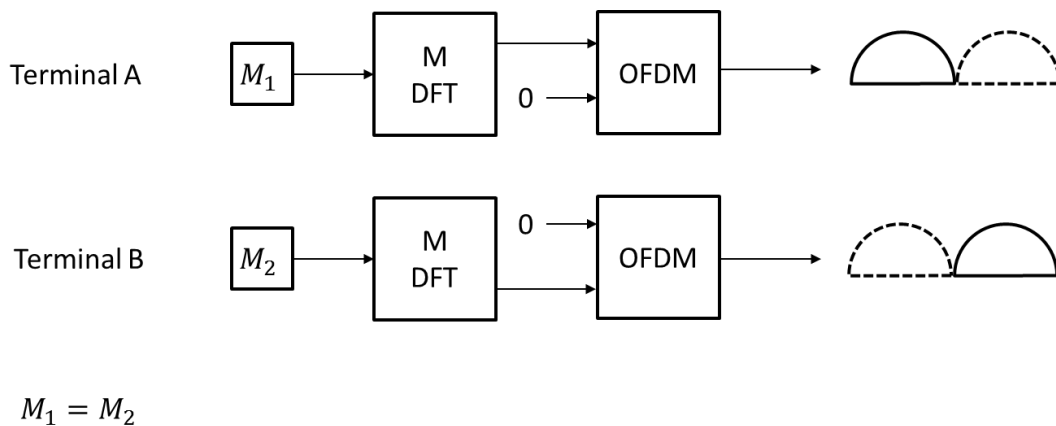 Terminal A
M₁
M
DFT
0
OFDM
Terminal B
M₂
M
DFT
0
OFDM
M₁ = M₂